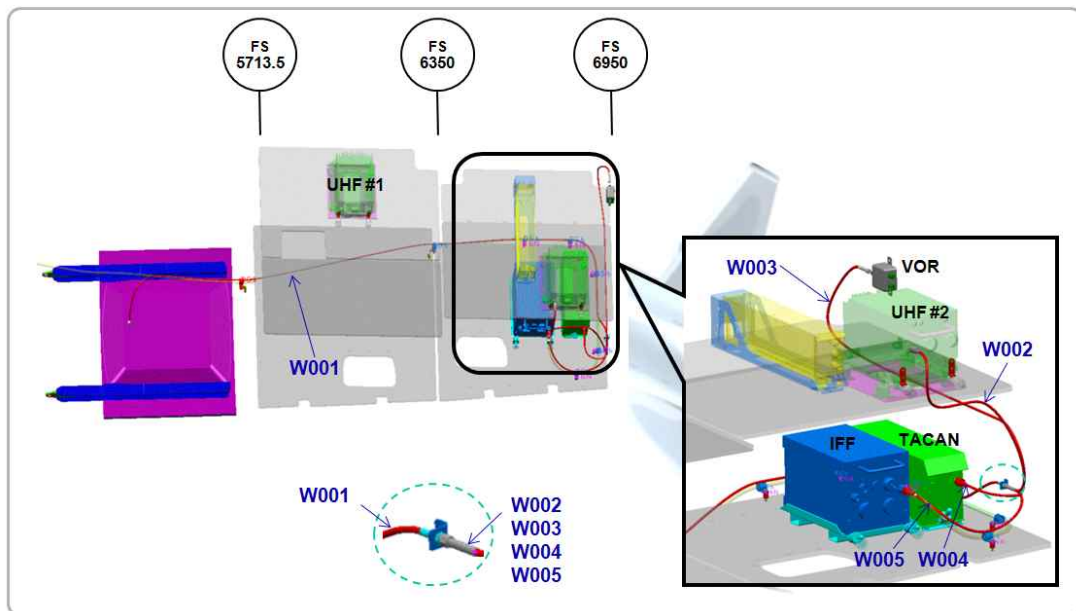 FS
5713.5
FS
6350
FS
6950
UHF #1
W001
W003
VOR
UHF #2
W002
IFF
TACAN
W005
W004
W001
W002
W003
W004
W005